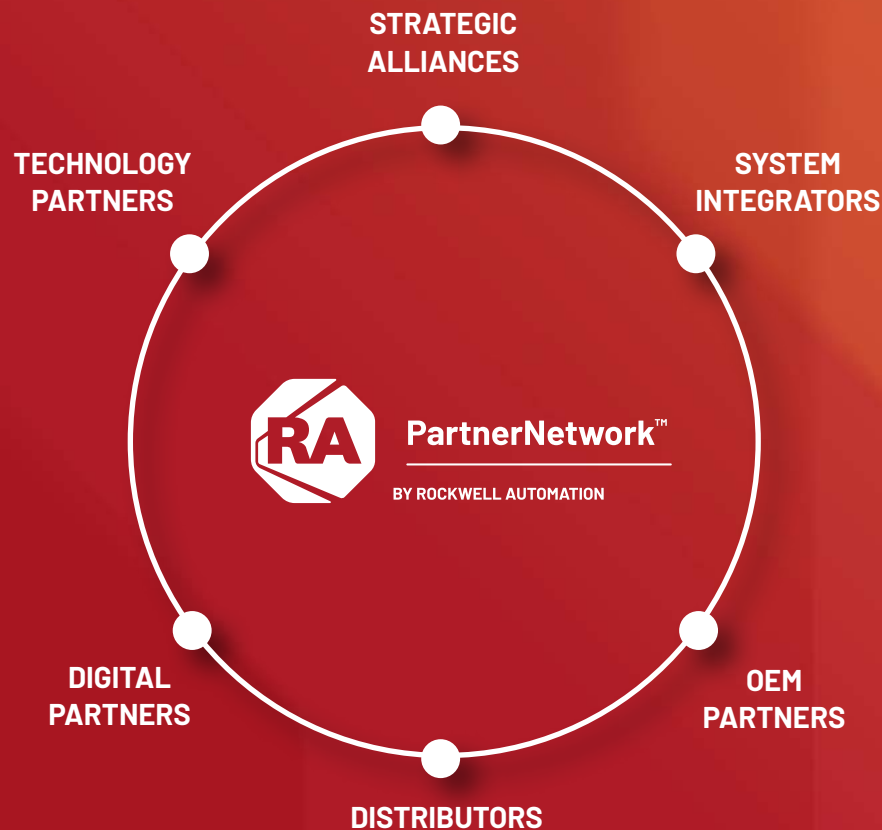 STRATEGIC
ALLIANCES
TECHNOLOGY
PARTNERS
SYSTEM
INTEGRATORS
RA
PartnerNetwork™
BY ROCKWELL AUTOMATION
DIGITAL
PARTNERS
OEM
PARTNERS
DISTRIBUTORS